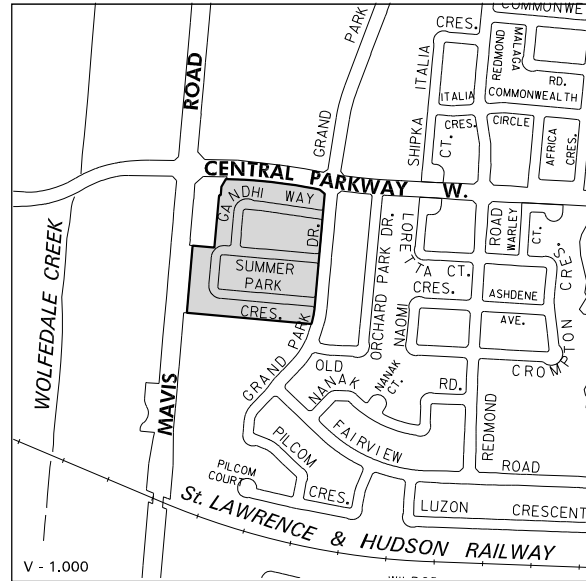 COMMONWE
CRES.
PARK
ROAD
ITALIA
REDMOND
MALAGA
RD.
ITALIA
COMMONWEALTH
GRAND
SHIPKA
CRES.
CIRCLE
CT.
AFRICA
CRES.
CENTRAL PARKWAY W.
GANDHI WAY
DR.
LORETTA CT.
ORCHARD PARK DR.
ROAD
WARLEY
CT.
CRES.
WOLFEDALE CREEK
SUMMER
PARK
CRES.
CRES.
NAOMI
ASHDENE
AVE.
CROMPTON
GRAND PARK
OLD
NANAK
NANAK
CT.
RD.
MAVIS
REDMOND
FAIRVIEW
ROAD
PILCOM
CRES.
PILCOM
COURT
LUZON CRESCENT
St. LAWRENCE & HUDSON RAILWAY
V - 1.000